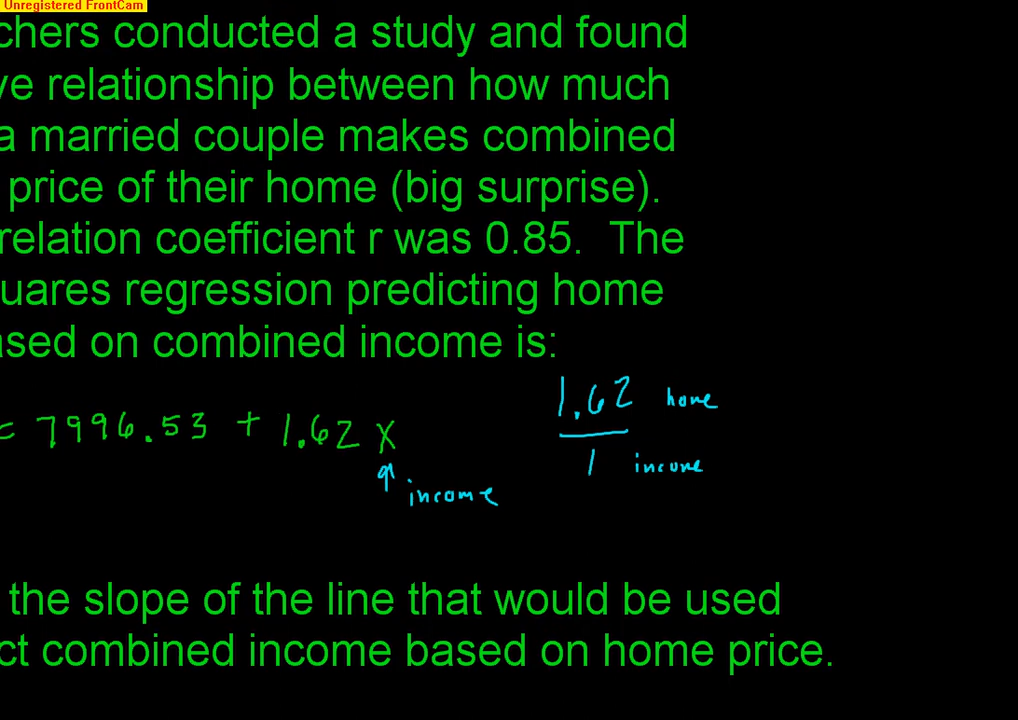 Unregistered FrontCam
chers conducted a study and found
ve relationship between how much
a married couple makes combined
price of their home (big surprise).
relation coefficient r was 0.85. The
uares regression predicting home
ased on combined income is:
= 7996.53 + 1.62 x
income
1.62 home
1 income
the slope of the line that would be used
ct combined income based on home price.